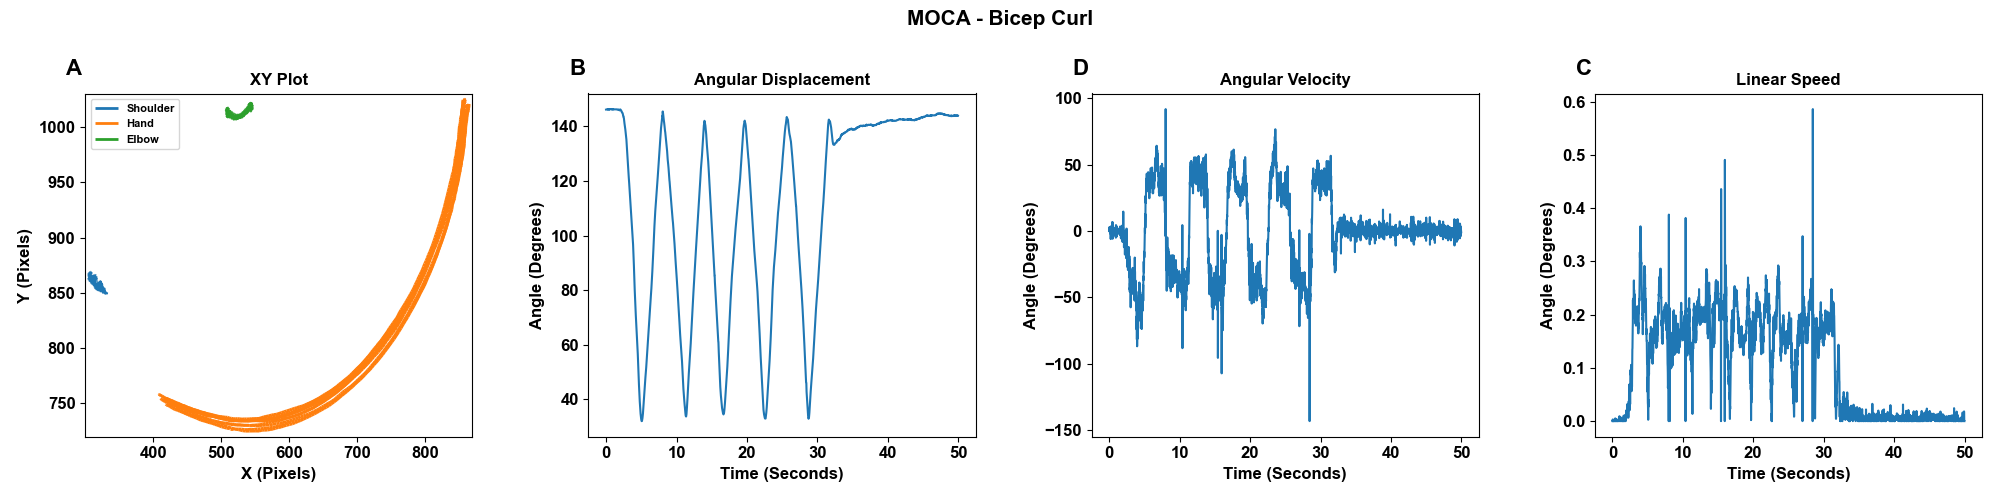 MOCA - Bicep Curl
A
XY Plot
Shoulder
Hand
Elbow
1000
950
900
850
800
750
Y (Pixels)
400
500
600
700
800
X (Pixels)
B
Angular Displacement
140
120
100
80
60
40
Angle (Degrees)
0
10
20
30
40
50
Time (Seconds)
D
Angular Velocity
100
50
0
−50
−100
−150
Angle (Degrees)
0
10
20
30
40
50
Time (Seconds)
C
Linear Speed
0.6
0.5
0.4
0.3
0.2
0.1
0.0
Angle (Degrees)
0
10
20
30
40
50
Time (Seconds)